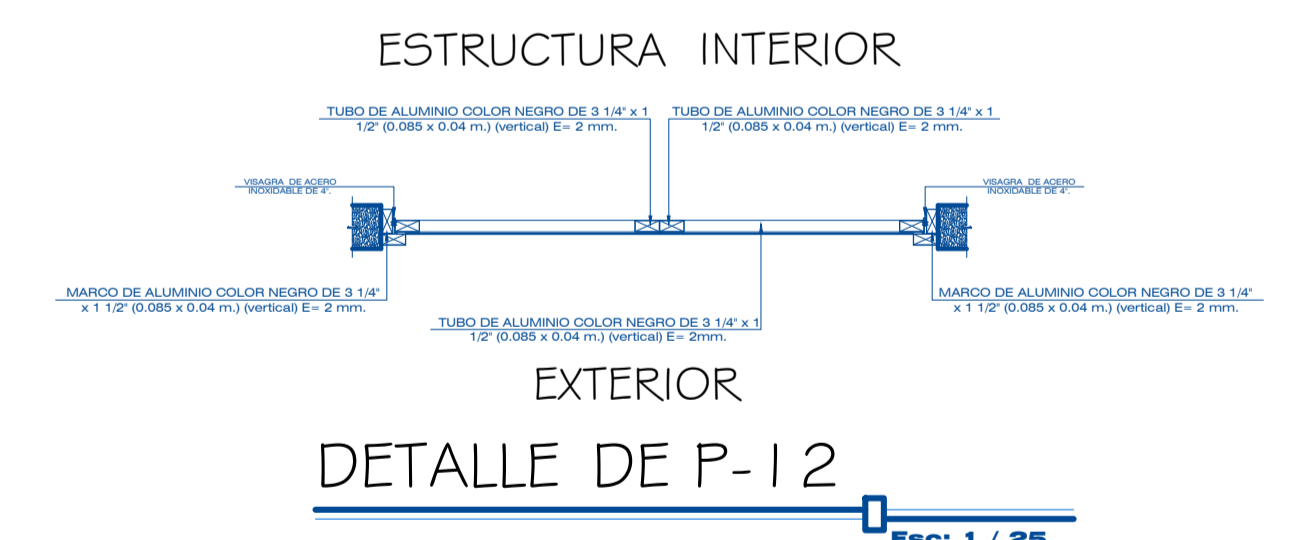 ESTRUCTURA INTERIOR
TUBO DE ALUMINIO COLOR NEGRO DE 3 1/4" x 1
1/2" (0.085 x 0.04 m.) (vertical) E= 2 mm.
TUBO DE ALUMINIO COLOR NEGRO DE 3 1/4" x 1
1/2" (0.085 x 0.04 m.) (vertical) E= 2 mm.
VISAGRA DE ACERO
INOXIDABLE DE 4".
VISAGRA DE ACERO
INOXIDABLE DE 4".
MARCO DE ALUMINIO COLOR NEGRO DE 3 1/4"
x 1 1/2" (0.085 x 0.04 m.) (vertical) E= 2 mm.
TUBO DE ALUMINIO COLOR NEGRO DE 3 1/4" x 1
1/2" (0.085 x 0.04 m.) (vertical) E= 2mm.
MARCO DE ALUMINIO COLOR NEGRO DE 3 1/4"
x 1 1/2" (0.085 x 0.04 m.) (vertical) E= 2 mm.
EXTERIOR
DETALLE DE P-12
Esc: 1 / 25